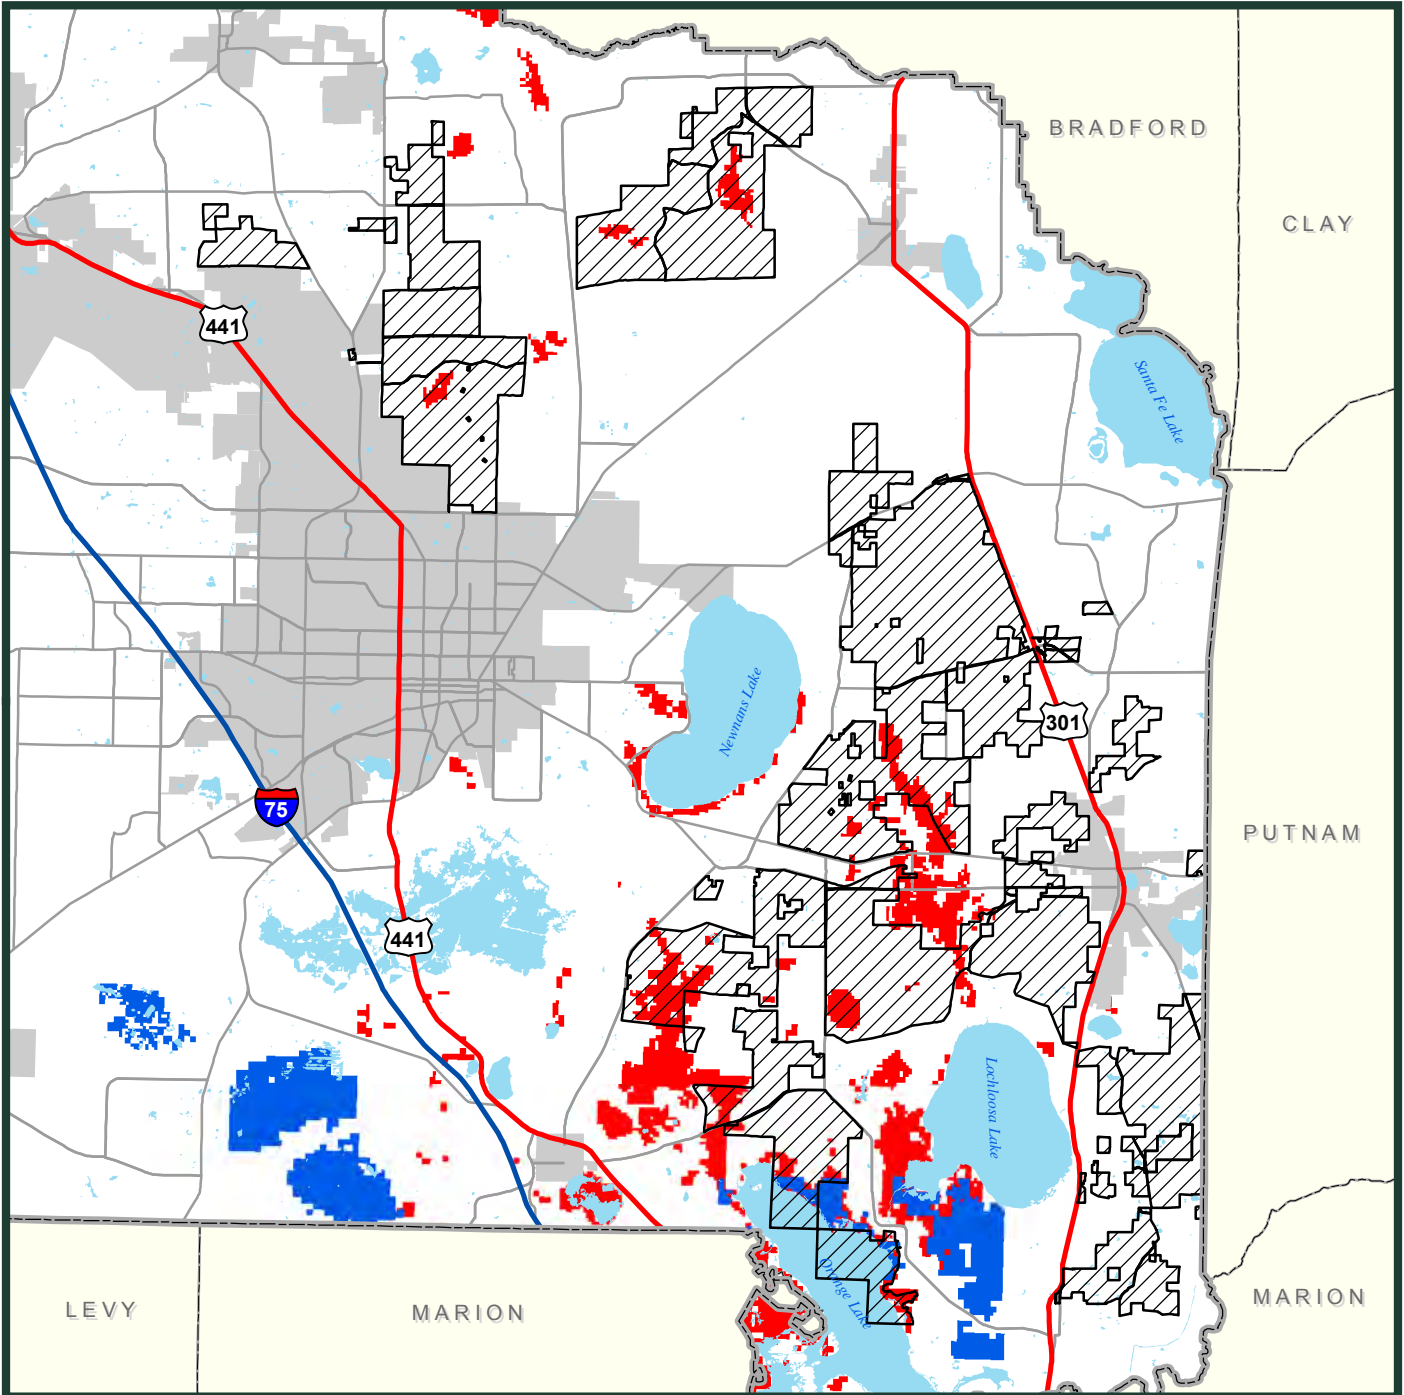 BRADFORD
CLAY
441
Santa Fe Lake
Newnans Lake
301
75
PUTNAM
441
Lochloosa Lake
Orange Lake
LEVY
MARION
MARION